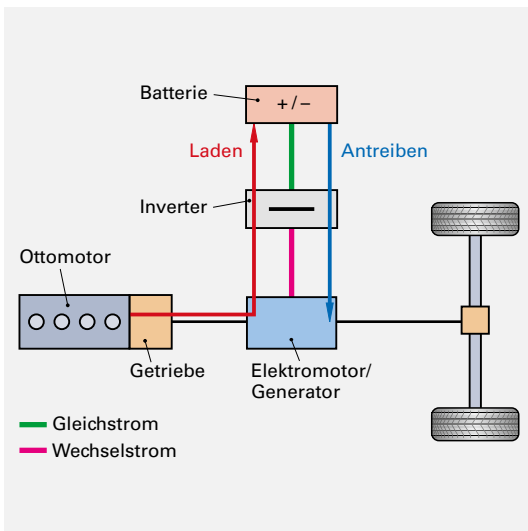 Batterie
+/–
Laden
Antreiben
Inverter
Ottomotor
Getriebe
Elektromotor/
Generator
Gleichstrom
Wechselstrom